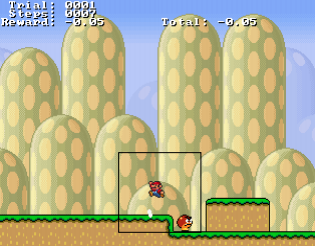 Trial: 0001
Steps: 0007
Reward: -0.05 Total: -0.05